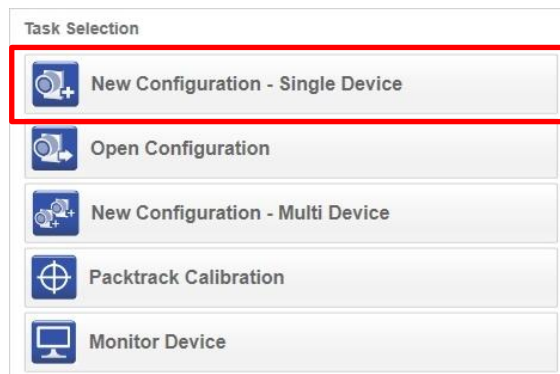 Task Selection
New Configuration - Single Device
Open Configuration
New Configuration - Multi Device
Packtrack Calibration
Monitor Device